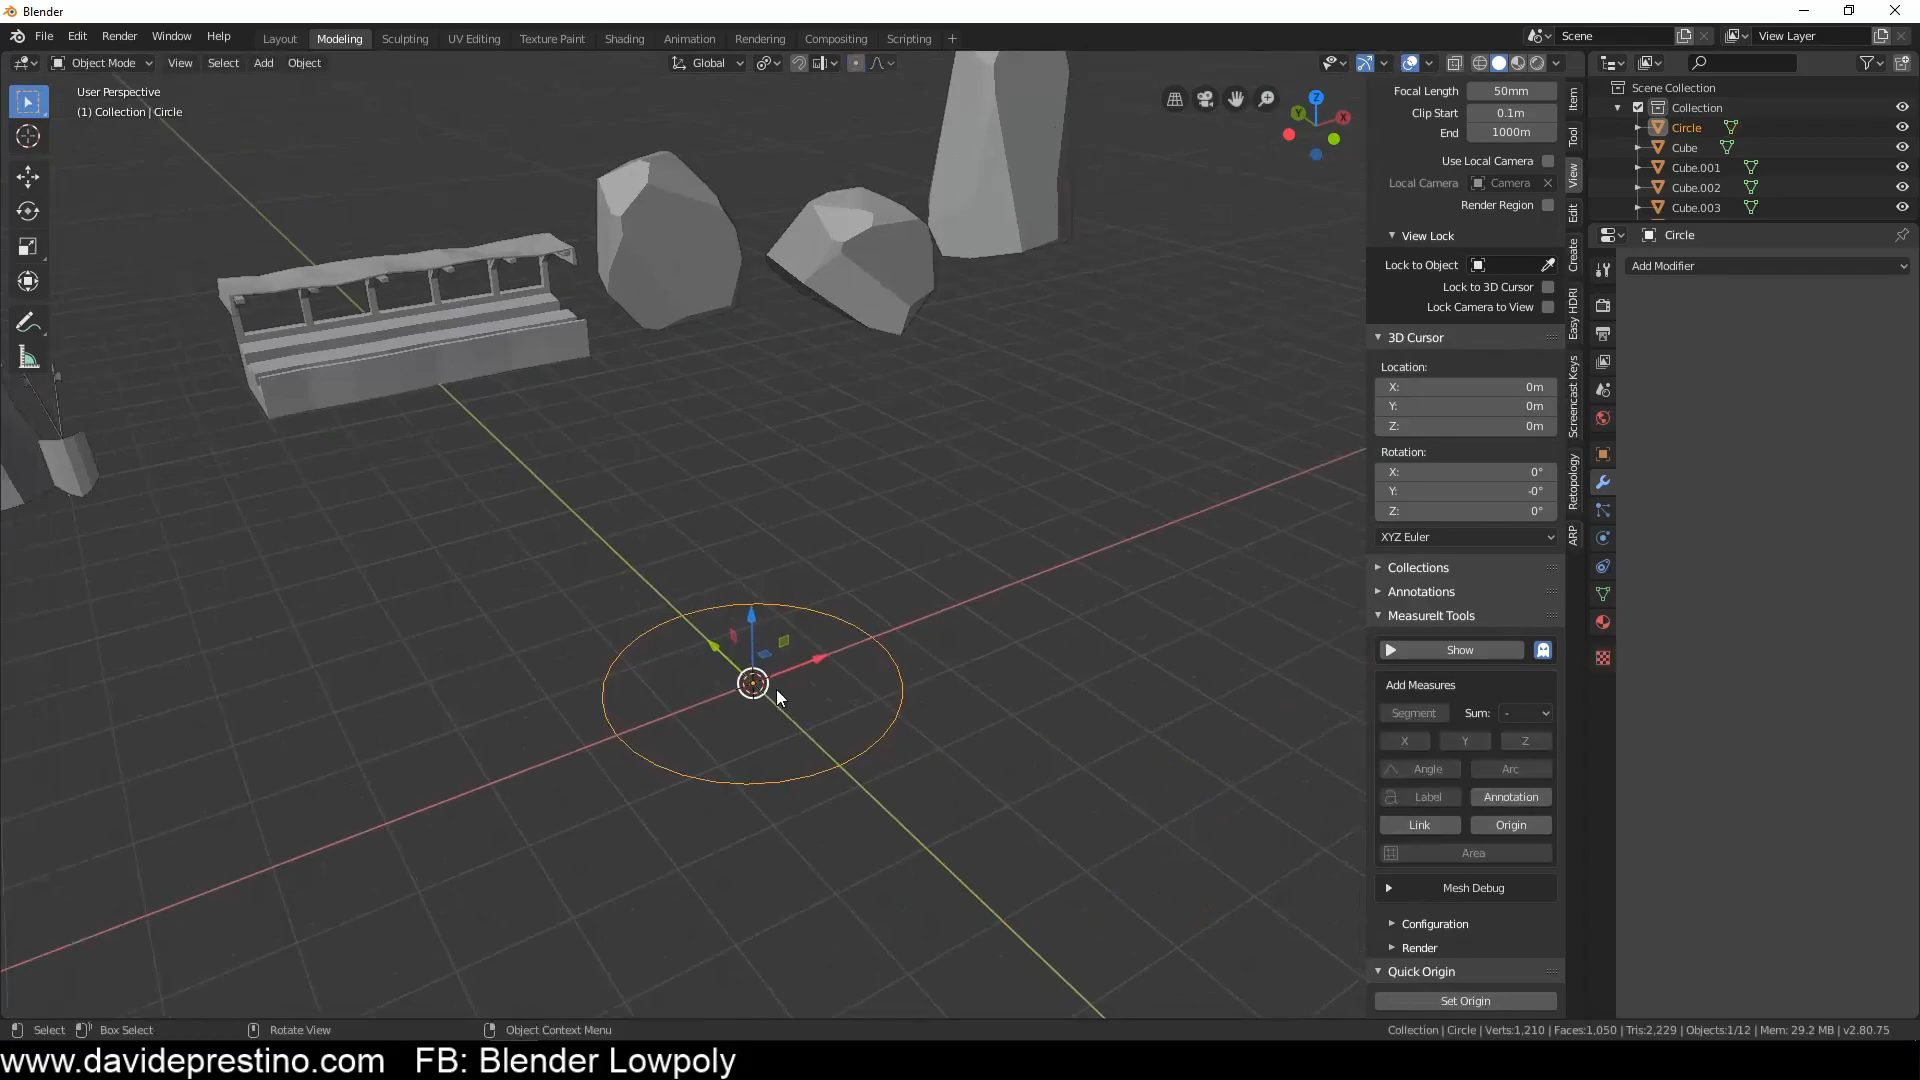 Blender
File Edit Render Window Help
Layout Modeling Sculpting UV Editing Texture Paint Shading Animation Rendering Compositing Scripting +
Scene
View Layer
Object Mode View Select Add Object
Global
User Perspective
(1) Collection | Circle
Z
Y
X
Focal Length 50mm
Clip Start 0.1m
End 1000m
Use Local Camera
Local Camera Camera
Render Region
View Lock
Lock to Object
Lock to 3D Cursor
Lock Camera to View
3D Cursor
Location:
X: 0m
Y: 0m
Z: 0m
Rotation:
X: 0°
Y: -0°
Z: 0°
XYZ Euler
Collections
Annotations
MeasureIt Tools
Show
Add Measures
Segment Sum: -
X Y Z
Angle Arc
Label Annotation
Link Origin
Area
Mesh Debug
Configuration
Render
Quick Origin
Set Origin
Item
Tool
View
Edit
Create
Easy HDRI
Screencast Keys
Retopology
ARP
Scene Collection
Collection
Circle
Cube
Cube.001
Cube.002
Cube.003
Circle
Add Modifier
Select Box Select Rotate View Object Context Menu
Collection | Circle | Verts:1,210 | Faces:1,050 | Tris:2,229 | Objects:1/12 | Mem: 29.2 MB | v2.80.75
www.davideprestino.com FB: Blender Lowpoly